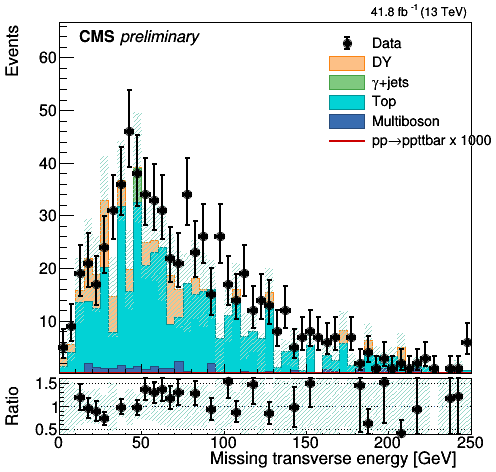 41.8 fb⁻¹ (13 TeV)
Events
CMS preliminary
Data
DY
γ+jets
Top
Multiboson
pp→ppttbar x 1000
60
50
40
30
20
10
Ratio
1.5
1
0.5
0 50 100 150 200 250
Missing transverse energy [GeV]